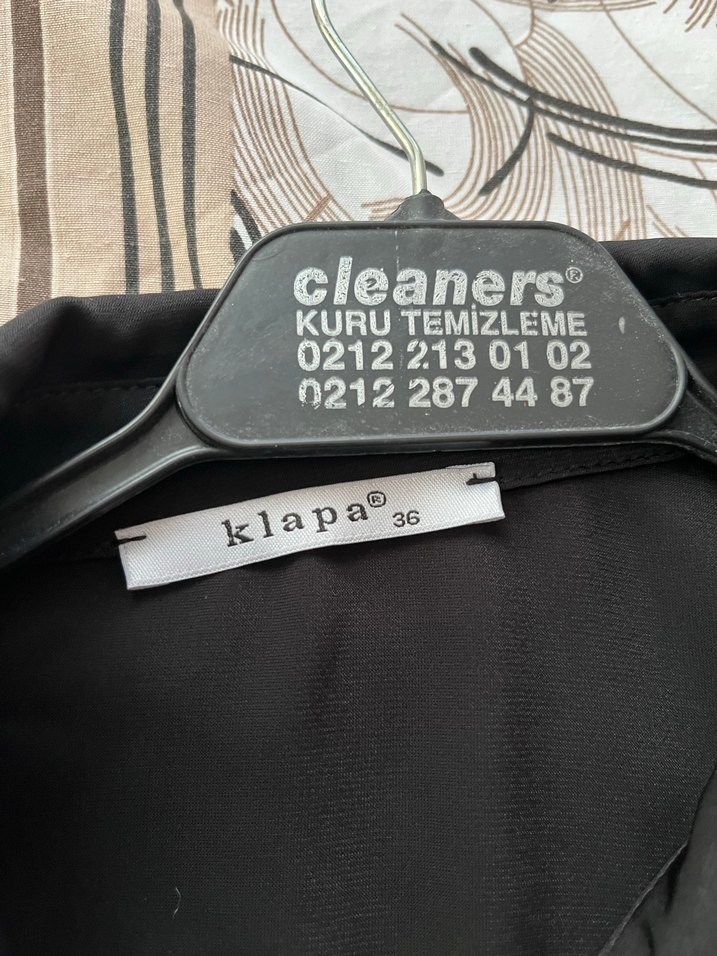 cleaners®
KURU TEMİZLEME
0212 213 01 02
0212 287 44 87
klapa® 36